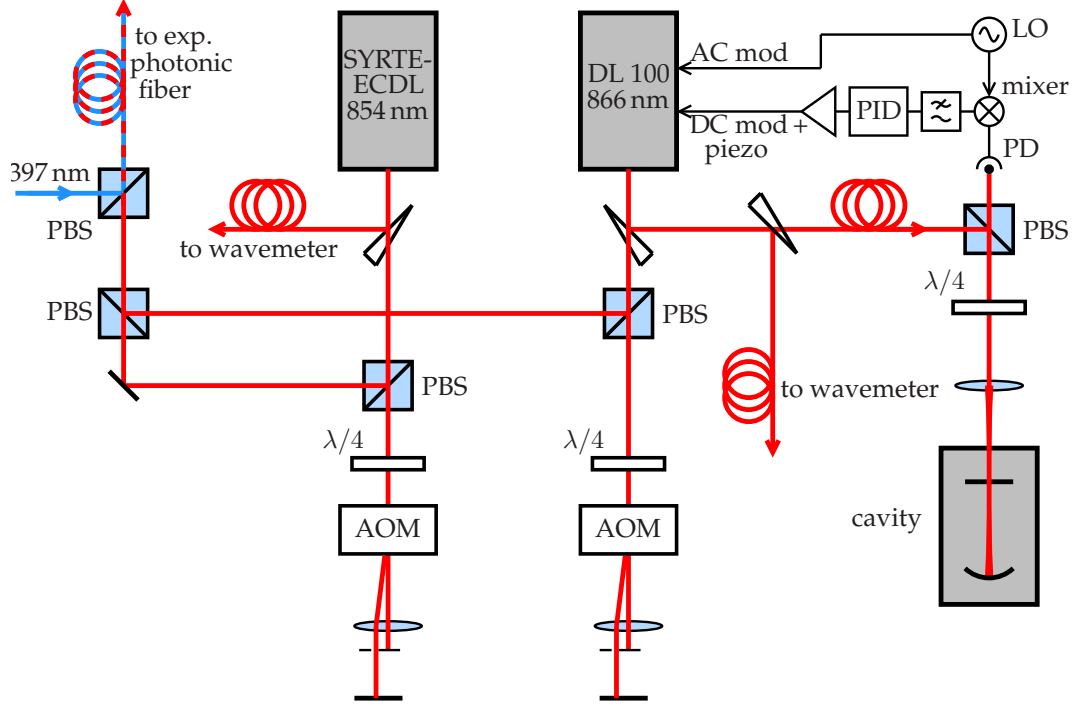 to exp.
photonic
fiber
SYRTE-
ECDL
854 nm
DL 100
866 nm
AC mod
LO
mixer
DC mod +
piezo
PID
PD
397 nm
PBS
to wavemeter
PBS
λ/4
PBS
PBS
PBS
to wavemeter
λ/4
λ/4
AOM
AOM
cavity